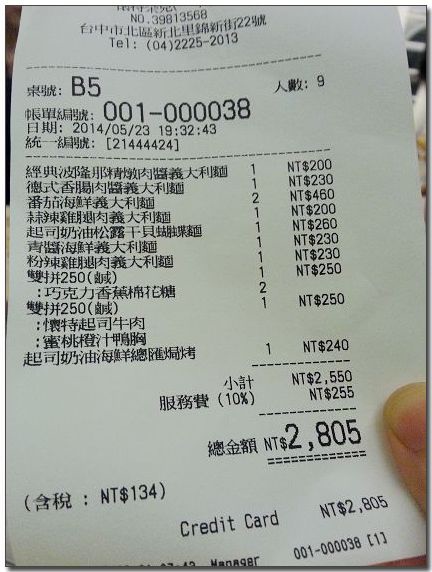 NO.39813568
台中市北區新北里錦新街22號
Tel: (04)2225-2013
桌號: B5 人數: 9
帳單編號: 001-000038
日期: 2014/05/23 19:32:43
統一編號: [21444424]
經典波隆那精燉肉醬義大利麵 1 NT$200
德式香腸肉醬義大利麵 1 NT$230
番茄海鮮義大利麵 2 NT$460
蒜辣雞腿肉義大利麵 1 NT$200
起司奶油松露干貝蝴蝶麵 1 NT$260
青醬海鮮義大利麵 1 NT$230
粉辣雞腿肉義大利麵 1 NT$230
雙拼250(鹹) 1 NT$250
:巧克力香蕉棉花糖 2
雙拼250(鹹) 1 NT$250
:懷特起司牛肉
:蜜桃橙汁鴨胸
起司奶油海鮮總匯焗烤 1 NT$240
小計 NT$2,550
服務費 (10%) NT$255
總金額 NT$2,805
(含稅 : NT$134)
Credit Card NT$2,805
Manager 001-000038 [1]